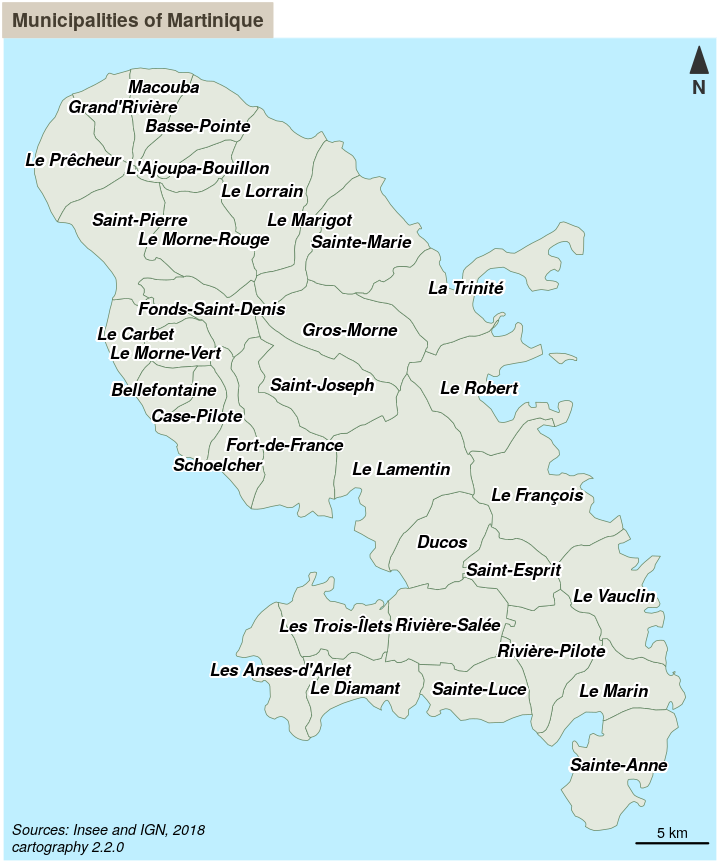 Municipalities of Martinique
N
Macouba
Grand'Rivière
Basse-Pointe
Le Prêcheur
L'Ajoupa-Bouillon
Le Lorrain
Saint-Pierre
Le Marigot
Le Morne-Rouge
Sainte-Marie
La Trinité
Fonds-Saint-Denis
Gros-Morne
Le Carbet
Le Morne-Vert
Saint-Joseph
Le Robert
Bellefontaine
Case-Pilote
Fort-de-France
Schoelcher
Le Lamentin
Le François
Ducos
Saint-Esprit
Le Vauclin
Les Trois-Îlets
Rivière-Salée
Rivière-Pilote
Les Anses-d'Arlet
Le Diamant
Sainte-Luce
Le Marin
Sainte-Anne
Sources: Insee and IGN, 2018
cartography 2.2.0
5 km